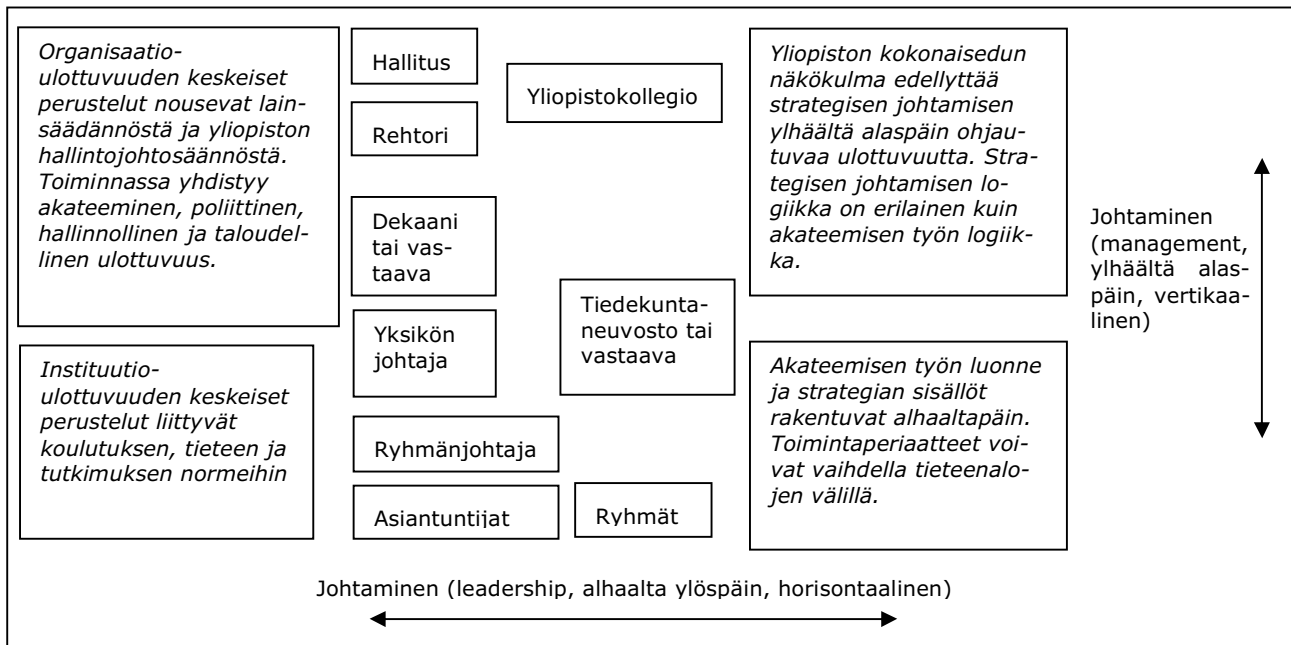 Organisaatio-
ulottuvuuden keskeiset
perustelut nousevat lain-
säädännöstä ja yliopiston
hallintojohtosäännöstä.
Toiminnassa yhdistyy
akateeminen, poliittinen,
hallinnollinen ja taloudel-
linen ulottuvuus.
Instituutio-
ulottuvuuden keskeiset
perustelut liittyvät
koulutuksen, tieteen ja
tutkimuksen normeihin
Hallitus
Rehtori
Yliopistokollegio
Dekaani
tai vas-
taava
Yksikön
johtaja
Tiedekunta-
neuvosto tai
vastaava
Ryhmänjohtaja
Asiantuntijat
Ryhmät
Yliopiston kokonaisedun
näkökulma edellyttää
strategisen johtamisen
ylhäältä alaspäin ohjau-
tuvaa ulottuvuutta. Stra-
tegisen johtamisen lo-
giikka on erilainen kuin
akateemisen työn logiik-
ka.
Akateemisen työn luonne
ja strategian sisällöt
rakentuvat alhaaltapäin.
Toimintaperiaatteet voi-
vat vaihdella tieteenalo-
jen välillä.
Johtaminen
(management,
ylhäältä alas-
päin, vertikaa-
linen)
Johtaminen (leadership, alhaalta ylöspäin, horisontaalinen)